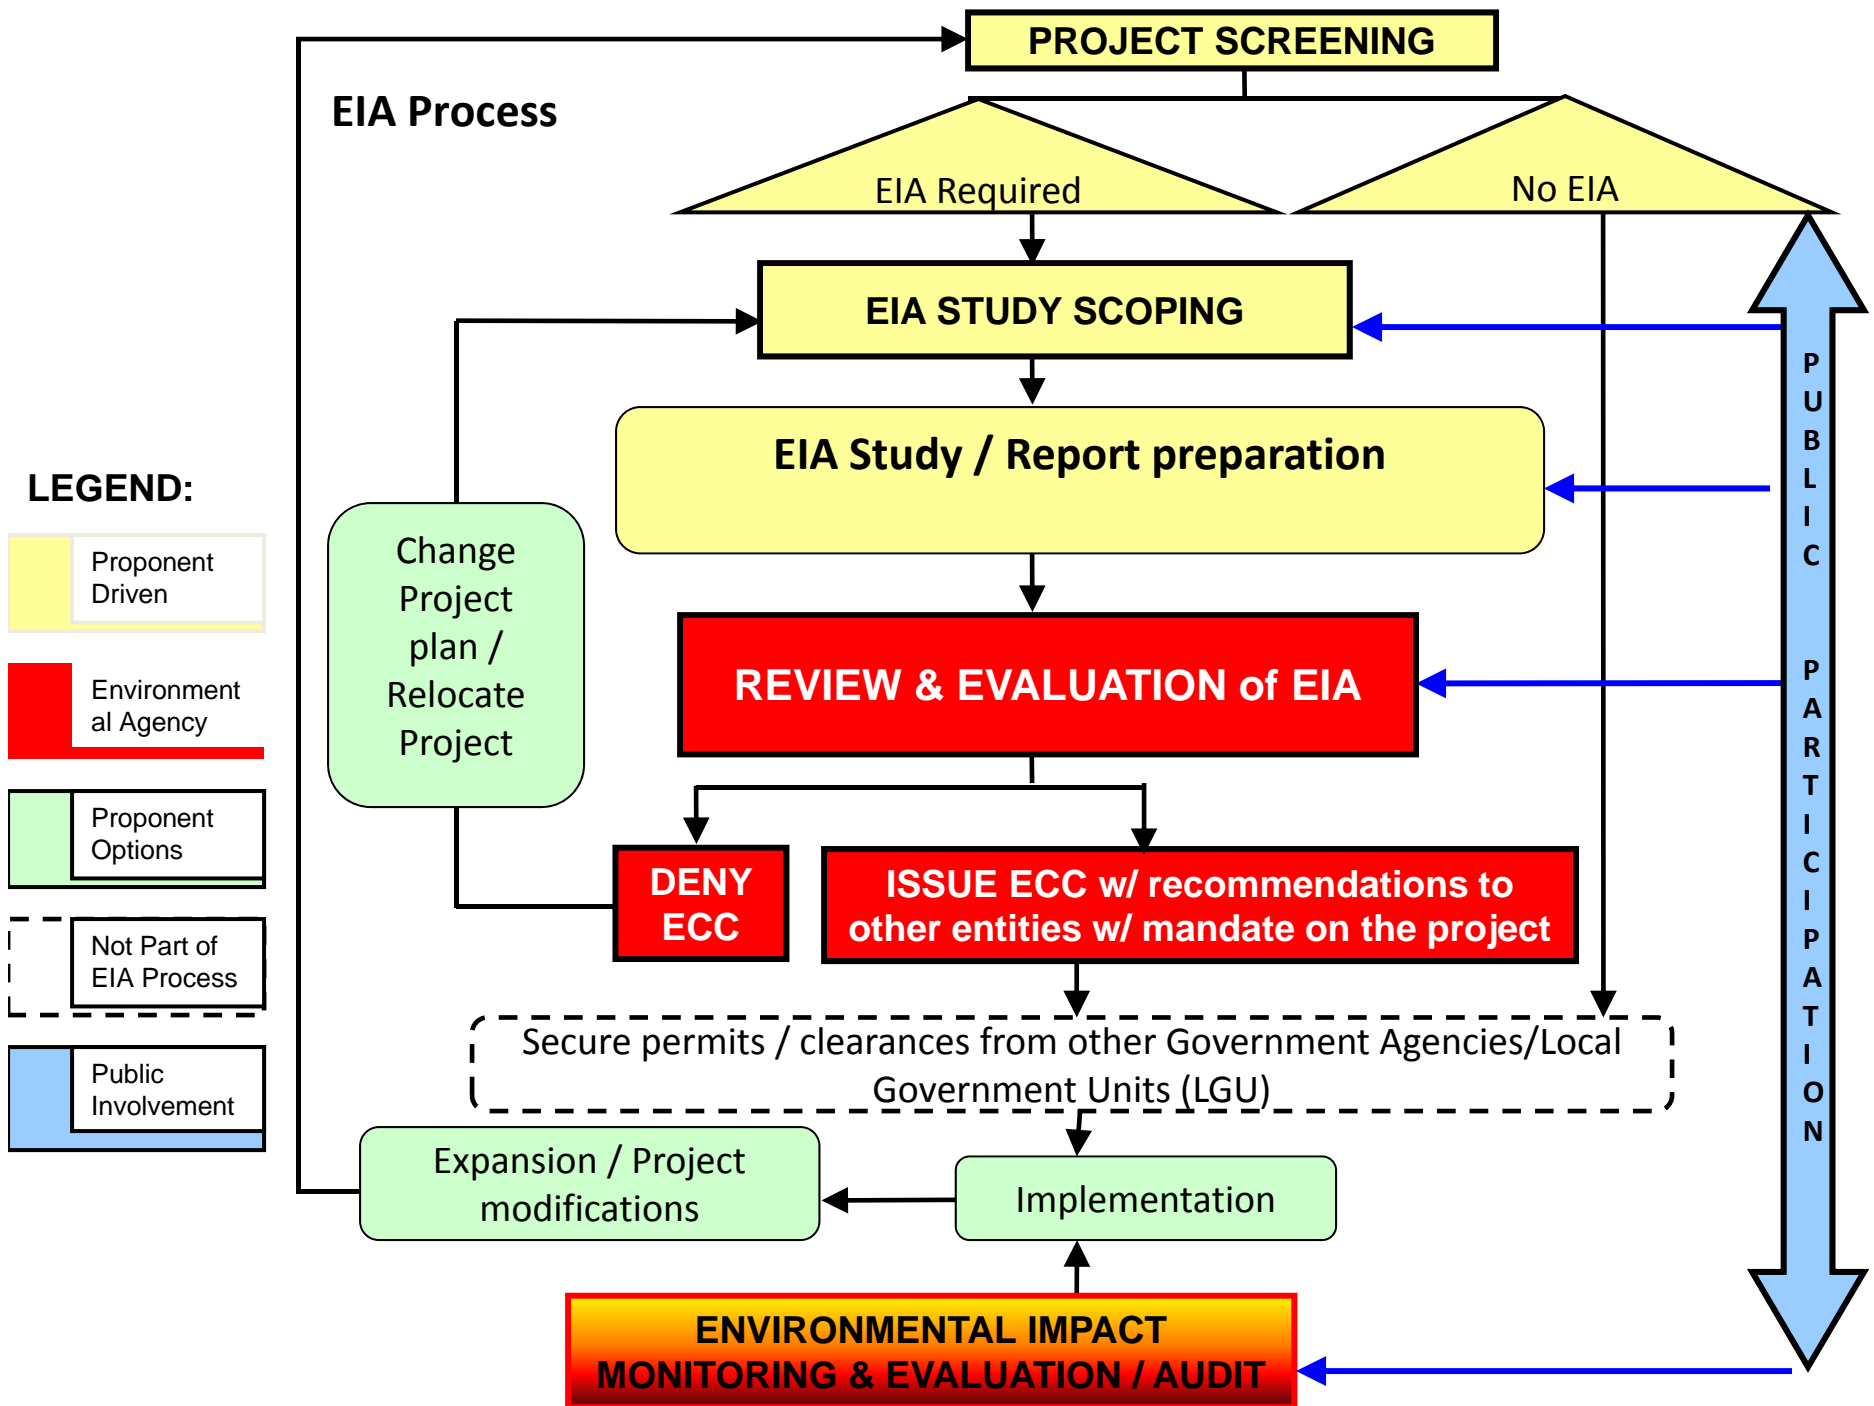 PROJECT SCREENING
EIA Process
EIA Required
No EIA
EIA STUDY SCOPING
EIA Study / Report preparation
LEGEND:
Proponent
Driven
Environment
al Agency
Proponent
Options
Not Part of
EIA Process
Public
Involvement
Change
Project
plan /
Relocate
Project
REVIEW & EVALUATION of EIA
DENY
ECC
ISSUE ECC w/ recommendations to
other entities w/ mandate on the project
Secure permits / clearances from other Government Agencies/Local
Government Units (LGU)
Expansion / Project
modifications
Implementation
ENVIRONMENTAL IMPACT
MONITORING & EVALUATION / AUDIT
PUBLIC PARTICIPATION